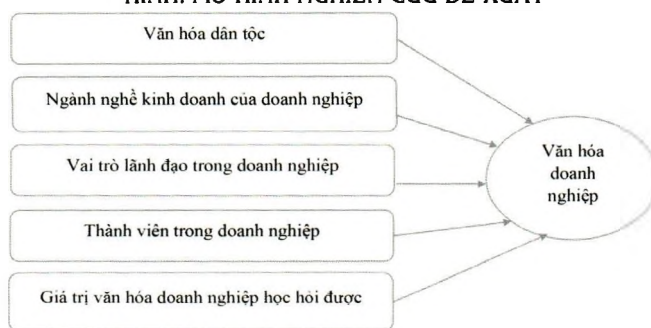 Văn hóa dân tộc
Ngành nghề kinh doanh của doanh nghiệp
Vai trò lãnh đạo trong doanh nghiệp
Thành viên trong doanh nghiệp
Giá trị văn hóa doanh nghiệp học hỏi được
Văn hóa
doanh
nghiệp